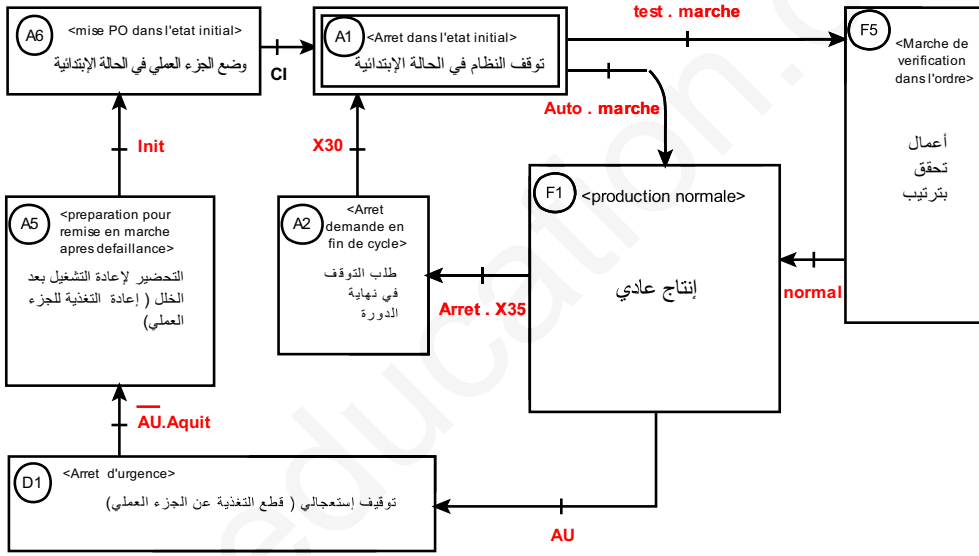 A6
<mise PO dans l'etat initial>
وضع الجزء العملي في الحالة الإبتدائية
CI
A1
<Arret dans l'etat initial>
توقف النظام في الحالة الإبتدائية
test . marche
F5
<Marche de
verification
dans l'ordre>
أعمال
تحقق
بترتيب
Auto . marche
Init
X30
A5
<preparation pour
remise en marche
apres defaillance>
التحضير لإعادة التشغيل بعد
الخلل ( إعادة التغذية للجزء
العملي)
A2
<Arret
demande en
fin de cycle>
طلب التوقف
في نهاية
الدورة
F1
<production normale>
إنتاج عادي
normal
Arret . X35
A̅U̅.Aquit
D1
<Arret d'urgence>
توقيف إستعجالي ( قطع التغذية عن الجزء العملي)
AU
education.